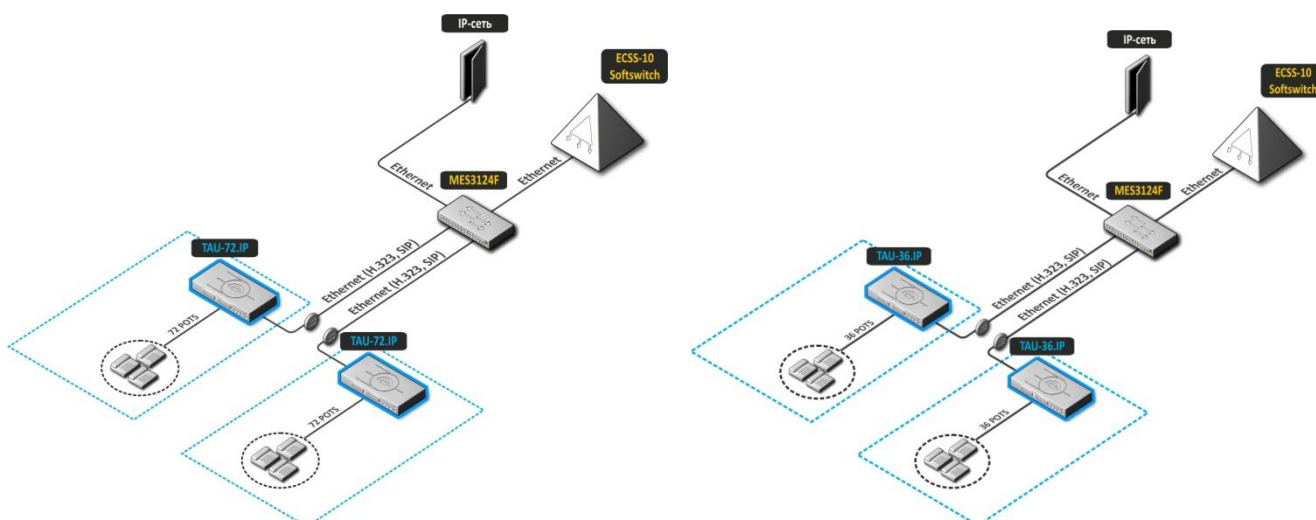 IP-сеть
ECSS-10
Softswitch
Ethernet
Ethernet
MES3124F
TAU-72.IP
Ethernet (H.323, SIP)
Ethernet (H.323, SIP)
72 POTS
TAU-72.IP
72 POTS
IP-сеть
ECSS-10
Softswitch
Ethernet
Ethernet
MES3124F
TAU-36.IP
Ethernet (H.323, SIP)
Ethernet (H.323, SIP)
36 POTS
TAU-36.IP
36 POTS